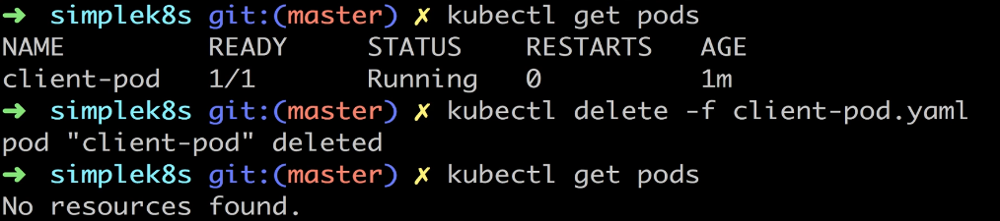 ➜ simplek8s git:(master) ✗ kubectl get pods
NAME READY STATUS RESTARTS AGE
client-pod 1/1 Running 0 1m
➜ simplek8s git:(master) ✗ kubectl delete -f client-pod.yaml
pod "client-pod" deleted
➜ simplek8s git:(master) ✗ kubectl get pods
No resources found.